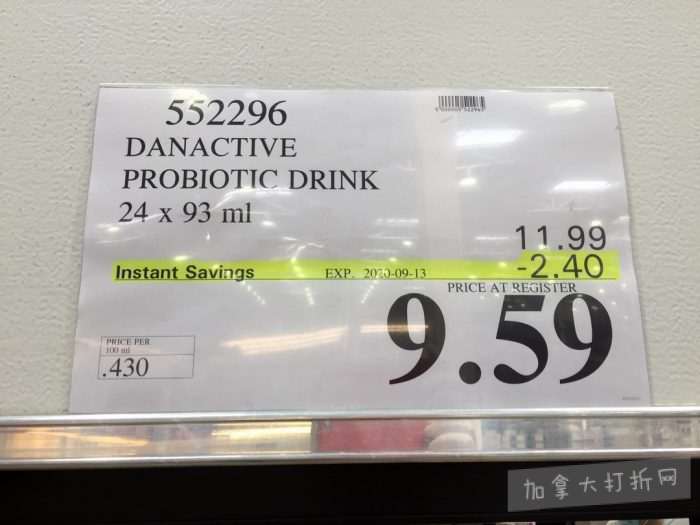 552296
DANACTIVE
PROBIOTIC DRINK
24 x 93 ml
11.99
Instant Savings EXP. 2020-09-13 -2.40
PRICE AT REGISTER
9.59
PRICE PER
100 ml
.430
加拿大打折网